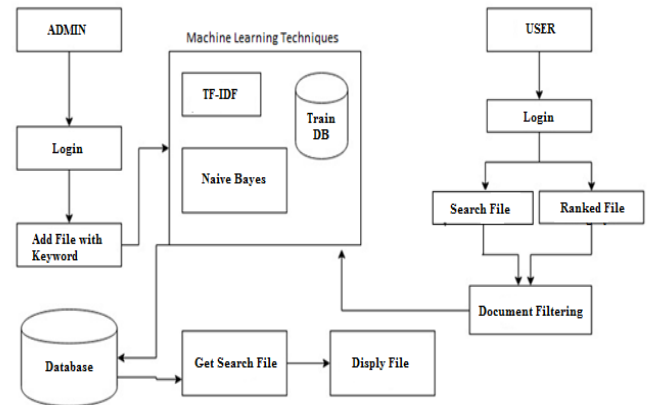 ADMIN
Login
Add File with
Keyword
Machine Learning Techniques
TF-IDF
Train
DB
Naive Bayes
USER
Login
Search File
Ranked File
Document Filtering
Database
Get Search File
Disply File